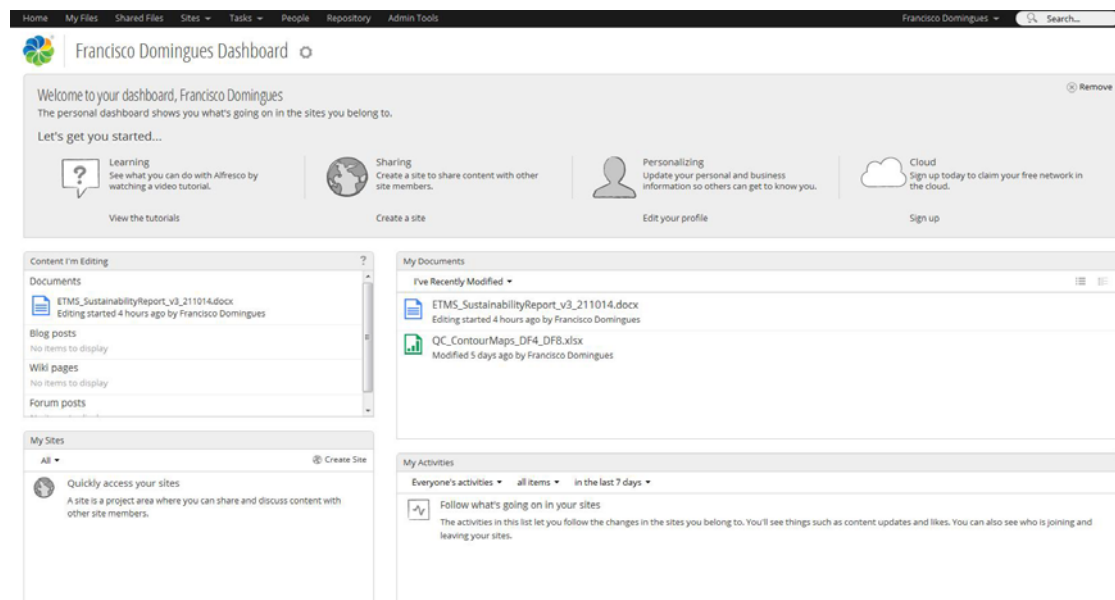 Home My Files Shared Files Sites Tasks People Repository Admin Tools Francisco Domingues Search...
Francisco Domingues Dashboard
Welcome to your dashboard, Francisco Domingues
Remove
The personal dashboard shows you what's going on in the sites you belong to.
Let's get you started...
Learning
See what you can do with Alfresco by
watching a video tutorial.
View the tutorials
Sharing
Create a site to share content with other
site members.
Create a site
Personalizing
Update your personal and business
information so others can get to know you.
Edit your profile
Cloud
Sign up today to claim your free network in
the cloud.
Sign up
Content I'm Editing ?
Documents
ETMS_SustainabilityReport_v3_211014.docx
Editing started 4 hours ago by Francisco Domingues
Blog posts
No items to display
Wiki pages
No items to display
Forum posts
My Documents
I've Recently Modified
ETMS_SustainabilityReport_v3_211014.docx
Editing started 4 hours ago by Francisco Domingues
QC_ContourMaps_DF4_DF8.xlsx
Modified 5 days ago by Francisco Domingues
My Sites
All Create Site
Quickly access your sites
A site is a project area where you can share and discuss content with
other site members.
My Activities
Everyone's activities all items in the last 7 days
Follow what's going on in your sites
The activities in this list let you follow the changes in the sites you belong to. You'll see things such as content updates and likes. You can also see who is joining and
leaving your sites.